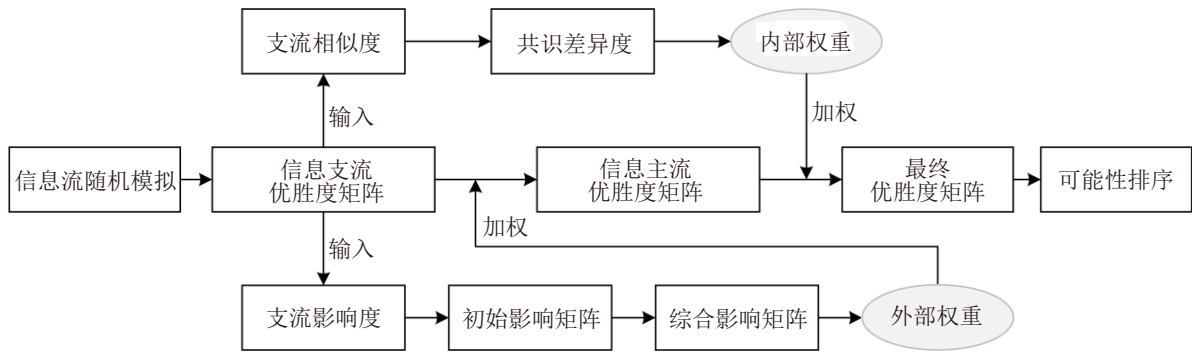 支流相似度
共识差异度
内部权重
输入
加权
信息流随机模拟
信息支流
优胜度矩阵
信息主流
优胜度矩阵
最终
优胜度矩阵
可能性排序
加权
输入
支流影响度
初始影响矩阵
综合影响矩阵
外部权重